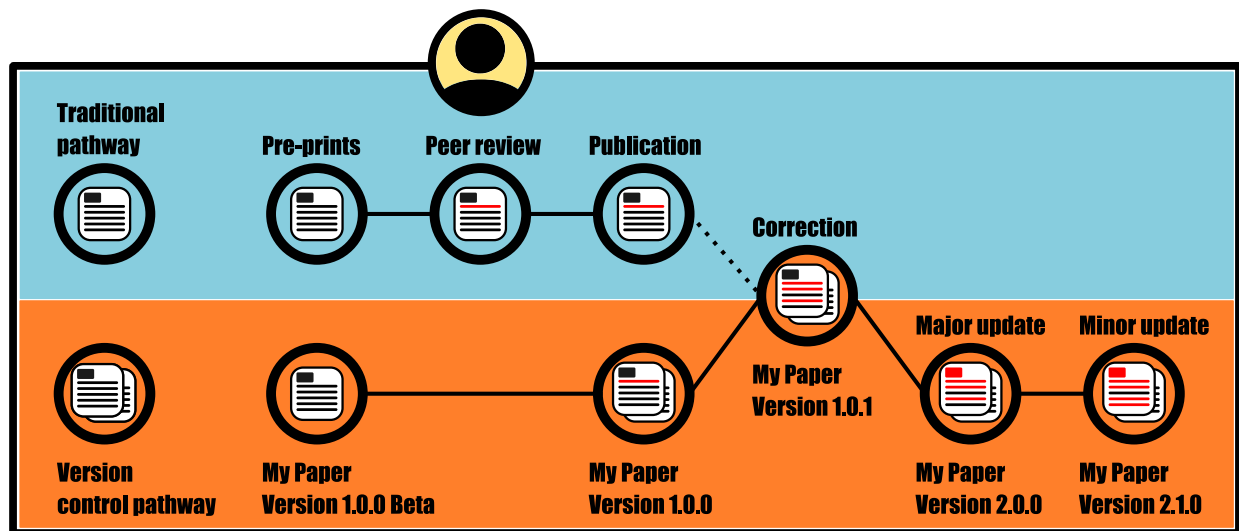 Traditional
pathway
Pre-prints
Peer review
Publication
Correction
Major update
Minor update
My Paper
Version 1.0.1
Version
control pathway
My Paper
Version 1.0.0 Beta
My Paper
Version 1.0.0
My Paper
Version 2.0.0
My Paper
Version 2.1.0